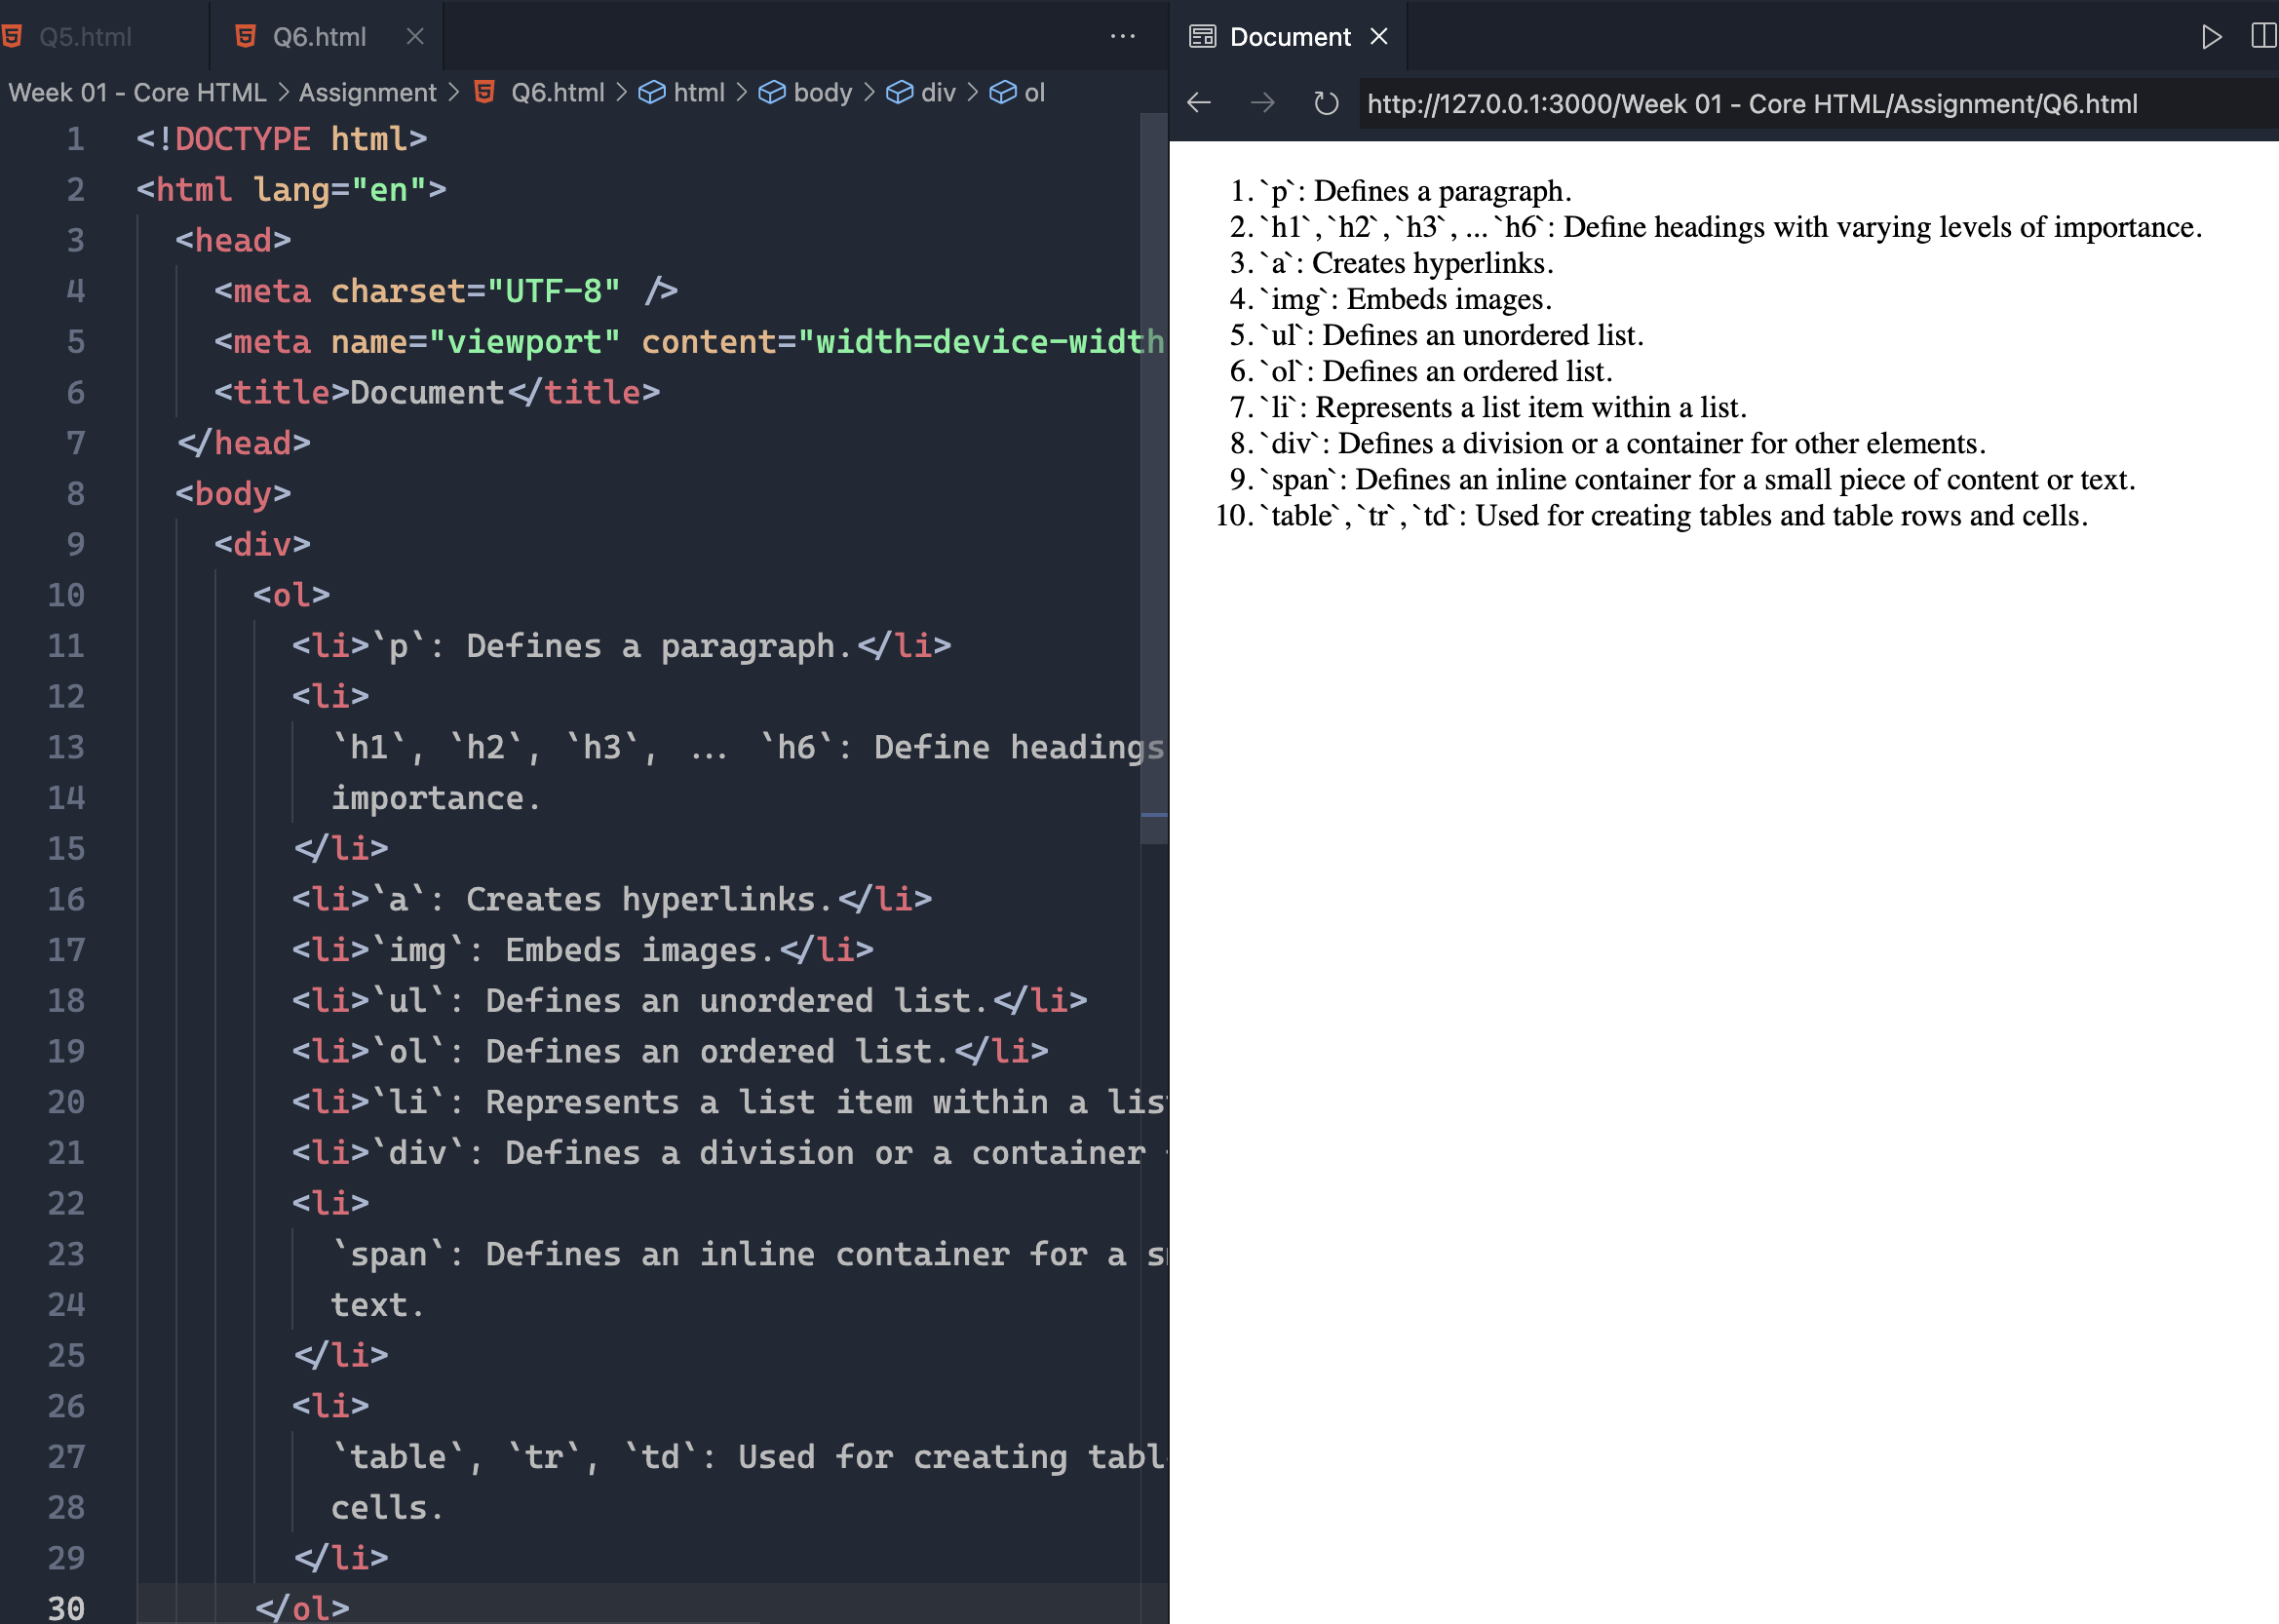 Q5.html
Q6.html
Week 01 - Core HTML > Assignment > Q6.html > html > body > div > ol
1 <!DOCTYPE html>
2 <html lang="en">
3 <head>
4 <meta charset="UTF-8" />
5 <meta name="viewport" content="width=device-width
6 <title>Document</title>
7 </head>
8 <body>
9 <div>
10 <ol>
11 <li>`p`: Defines a paragraph.</li>
12 <li>
13 `h1`, `h2`, `h3`, ... `h6`: Define headings
14 importance.
15 </li>
16 <li>`a`: Creates hyperlinks.</li>
17 <li>`img`: Embeds images.</li>
18 <li>`ul`: Defines an unordered list.</li>
19 <li>`ol`: Defines an ordered list.</li>
20 <li>`li`: Represents a list item within a lis
21 <li>`div`: Defines a division or a container
22 <li>
23 `span`: Defines an inline container for a
24 text.
25 </li>
26 <li>
27 `table`, `tr`, `td`: Used for creating tabl
28 cells.
29 </li>
30 </ol>
Document
http://127.0.0.1:3000/Week 01 - Core HTML/Assignment/Q6.html
1. `p`: Defines a paragraph.
2. `h1`, `h2`, `h3`, ... `h6`: Define headings with varying levels of importance.
3. `a`: Creates hyperlinks.
4. `img`: Embeds images.
5. `ul`: Defines an unordered list.
6. `ol`: Defines an ordered list.
7. `li`: Represents a list item within a list.
8. `div`: Defines a division or a container for other elements.
9. `span`: Defines an inline container for a small piece of content or text.
10. `table`, `tr`, `td`: Used for creating tables and table rows and cells.